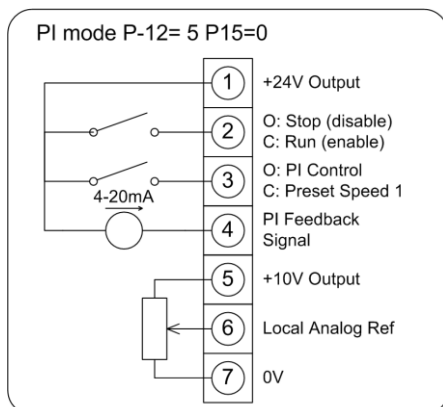 PI mode P-12= 5 P15=0
1 +24V Output
2 O: Stop (disable)
C: Run (enable)
3 O: PI Control
C: Preset Speed 1
4-20mA
4 PI Feedback
Signal
5 +10V Output
6 Local Analog Ref
7 0V